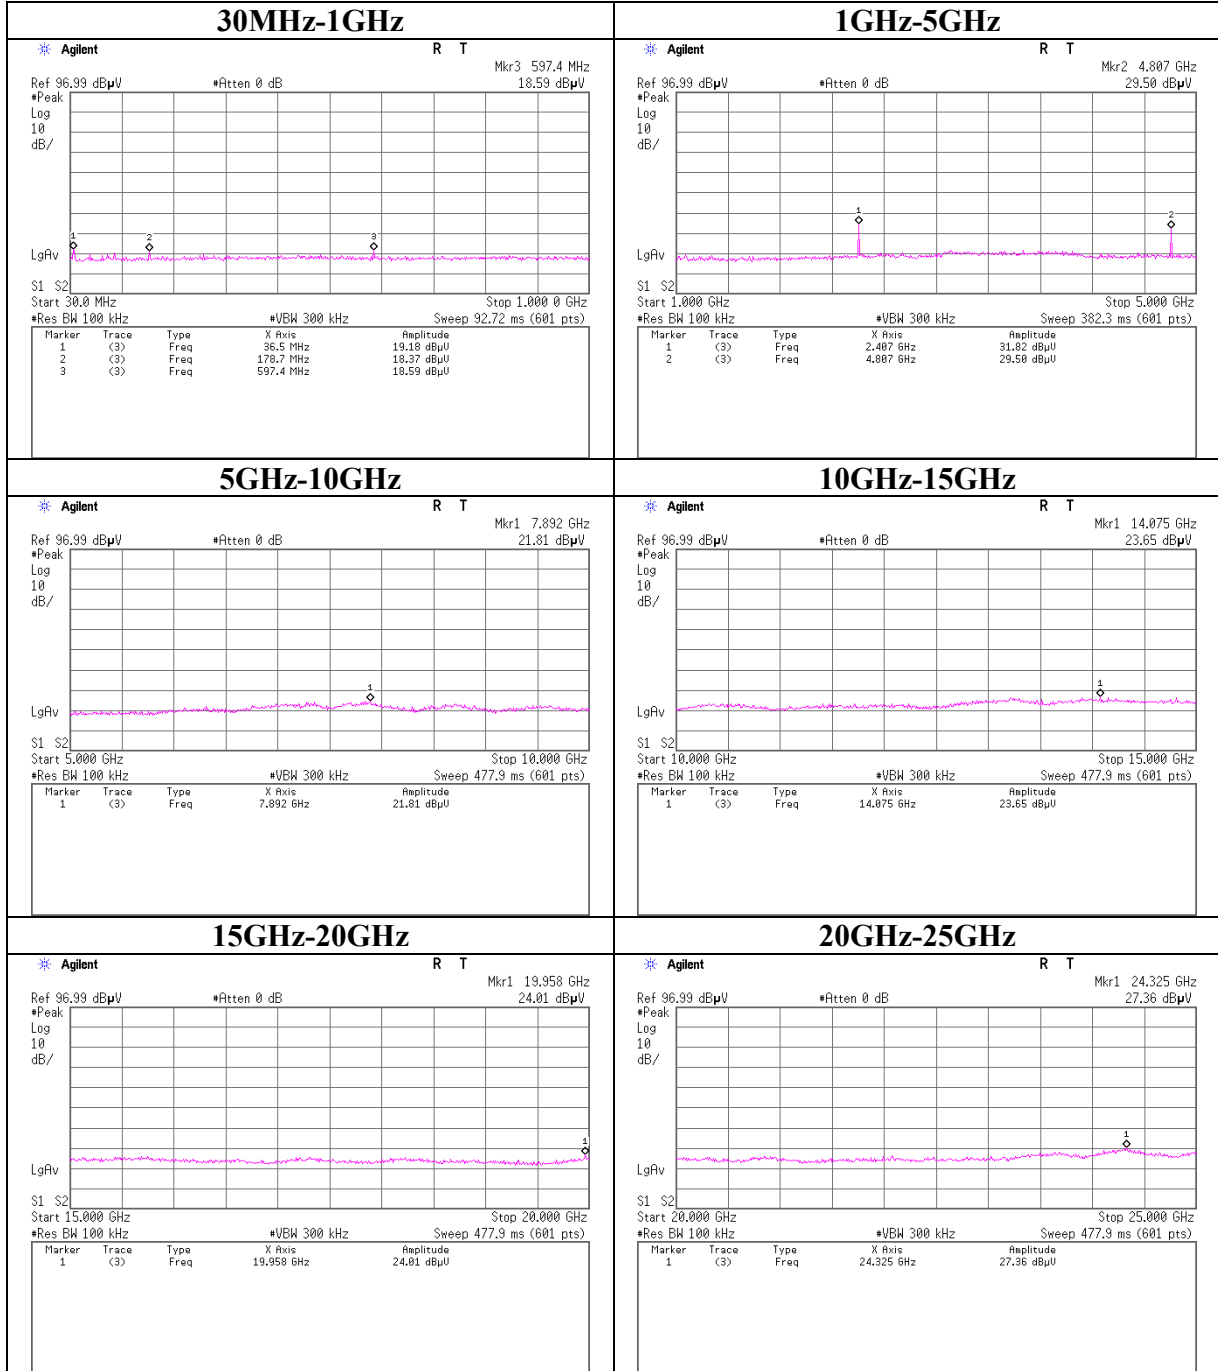 30MHz-1GHz
Agilent R T
Mkr3 597.4 MHz
Ref 96.99 dBµV #Atten 0 dB 18.59 dBµV
#Peak
Log
10
dB/
1 2 3
LgAv
S1 S2
Start 30.0 MHz Stop 1.000 0 GHz
#Res BW 100 kHz #VBW 300 kHz Sweep 92.72 ms (601 pts)
Marker Trace Type X Axis Amplitude
1 (3) Freq 36.5 MHz 19.18 dBµV
2 (3) Freq 178.7 MHz 18.37 dBµV
3 (3) Freq 597.4 MHz 18.59 dBµV
1GHz-5GHz
Agilent R T
Mkr2 4.807 GHz
Ref 96.99 dBµV #Atten 0 dB 29.50 dBµV
#Peak
Log
10
dB/
1 2
LgAv
S1 S2
Start 1.000 GHz Stop 5.000 GHz
#Res BW 100 kHz #VBW 300 kHz Sweep 382.3 ms (601 pts)
Marker Trace Type X Axis Amplitude
1 (3) Freq 2.407 GHz 31.82 dBµV
2 (3) Freq 4.807 GHz 29.50 dBµV
5GHz-10GHz
Agilent R T
Mkr1 7.892 GHz
Ref 96.99 dBµV #Atten 0 dB 21.81 dBµV
#Peak
Log
10
dB/
1
LgAv
S1 S2
Start 5.000 GHz Stop 10.000 GHz
#Res BW 100 kHz #VBW 300 kHz Sweep 477.9 ms (601 pts)
Marker Trace Type X Axis Amplitude
1 (3) Freq 7.892 GHz 21.81 dBµV
10GHz-15GHz
Agilent R T
Mkr1 14.075 GHz
Ref 96.99 dBµV #Atten 0 dB 23.65 dBµV
#Peak
Log
10
dB/
1
LgAv
S1 S2
Start 10.000 GHz Stop 15.000 GHz
#Res BW 100 kHz #VBW 300 kHz Sweep 477.9 ms (601 pts)
Marker Trace Type X Axis Amplitude
1 (3) Freq 14.075 GHz 23.65 dBµV
15GHz-20GHz
Agilent R T
Mkr1 19.958 GHz
Ref 96.99 dBµV #Atten 0 dB 24.01 dBµV
#Peak
Log
10
dB/
1
LgAv
S1 S2
Start 15.000 GHz Stop 20.000 GHz
#Res BW 100 kHz #VBW 300 kHz Sweep 477.9 ms (601 pts)
Marker Trace Type X Axis Amplitude
1 (3) Freq 19.958 GHz 24.01 dBµV
20GHz-25GHz
Agilent R T
Mkr1 24.325 GHz
Ref 96.99 dBµV #Atten 0 dB 27.36 dBµV
#Peak
Log
10
dB/
1
LgAv
S1 S2
Start 20.000 GHz Stop 25.000 GHz
#Res BW 100 kHz #VBW 300 kHz Sweep 477.9 ms (601 pts)
Marker Trace Type X Axis Amplitude
1 (3) Freq 24.325 GHz 27.36 dBµV